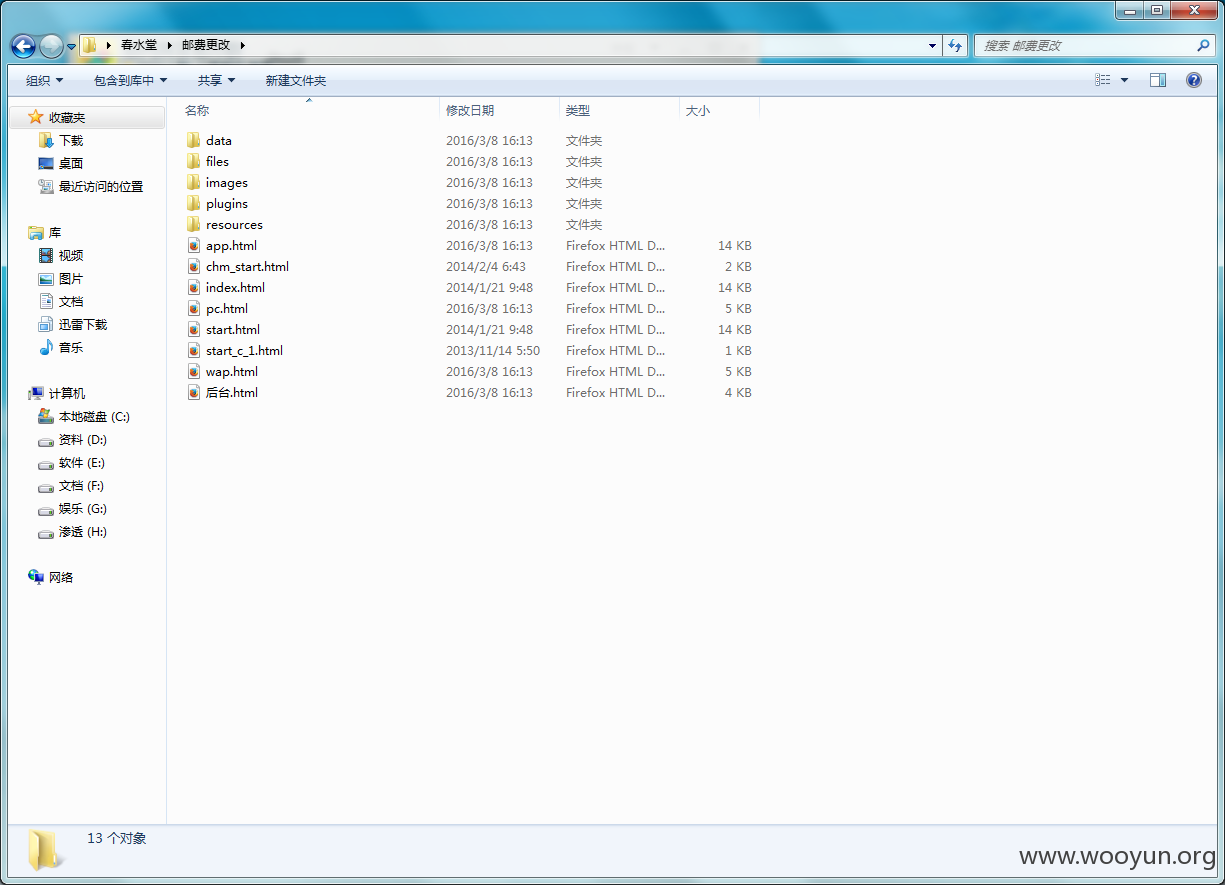 春水堂 邮费更改
搜索 邮费更改
组织 包含到库中 共享 新建文件夹
收藏夹
下载
桌面
最近访问的位置
库
视频
图片
文档
迅雷下载
音乐
计算机
本地磁盘 (C:)
资料 (D:)
软件 (E:)
文档 (F:)
娱乐 (G:)
渗透 (H:)
网络
名称 修改日期 类型 大小
data 2016/3/8 16:13 文件夹
files 2016/3/8 16:13 文件夹
images 2016/3/8 16:13 文件夹
plugins 2016/3/8 16:13 文件夹
resources 2016/3/8 16:13 文件夹
app.html 2016/3/8 16:13 Firefox HTML D... 14 KB
chm_start.html 2014/2/4 6:43 Firefox HTML D... 2 KB
index.html 2014/1/21 9:48 Firefox HTML D... 14 KB
pc.html 2016/3/8 16:13 Firefox HTML D... 5 KB
start.html 2014/1/21 9:48 Firefox HTML D... 14 KB
start_c_1.html 2013/11/14 5:50 Firefox HTML D... 1 KB
wap.html 2016/3/8 16:13 Firefox HTML D... 5 KB
后台.html 2016/3/8 16:13 Firefox HTML D... 4 KB
13 个对象
www.wooyun.org